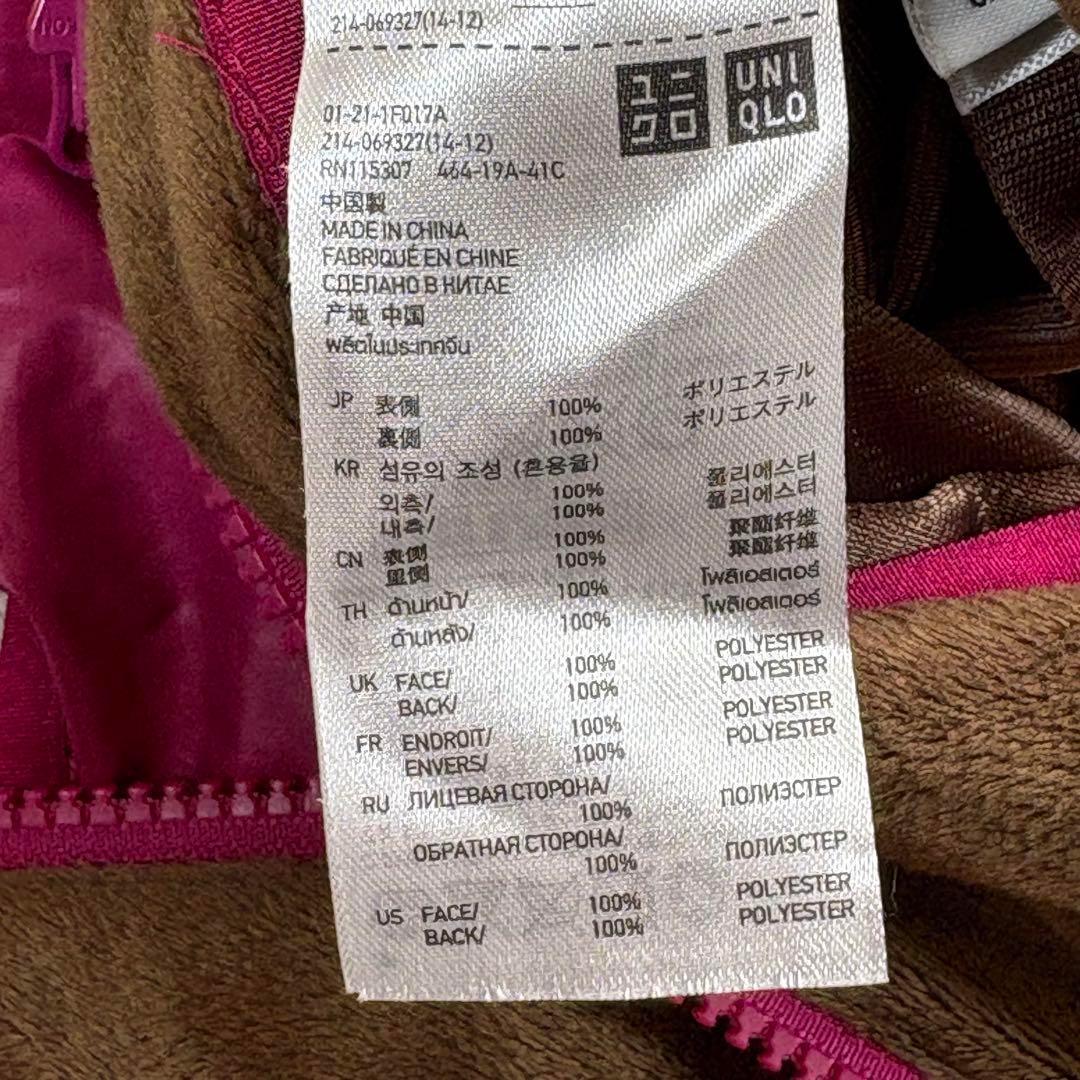 214-069327(14-12)
ユニクロ
UNIQLO
01-21-1F017A
214-069327(14-12)
RN115307 464-19A-41C
中国製
MADE IN CHINA
FABRIQUÉ EN CHINE
СДЕЛАНО В КИТАЕ
产地 中国
ผลิตในประเทศจีน
JP 表側 100% ポリエステル
裏側 100% ポリエステル
KR 섬유의 조성 (혼용율)
외측/ 100% 폴리에스터
내측/ 100% 폴리에스터
CN 表侧 100% 聚酯纤维
里侧 100% 聚酯纤维
TH ด้านหน้า/ 100% โพลิเอสเตอร์
ด้านหลัง/ 100% โพลิเอสเตอร์
UK FACE/ 100% POLYESTER
BACK/ 100% POLYESTER
FR ENDROIT/ 100% POLYESTER
ENVERS/ 100% POLYESTER
RU ЛИЦЕВАЯ СТОРОНА/ ПОЛИЭСТЕР
100%
ОБРАТНАЯ СТОРОНА/ ПОЛИЭСТЕР
100%
US FACE/ 100% POLYESTER
BACK/ 100% POLYESTER